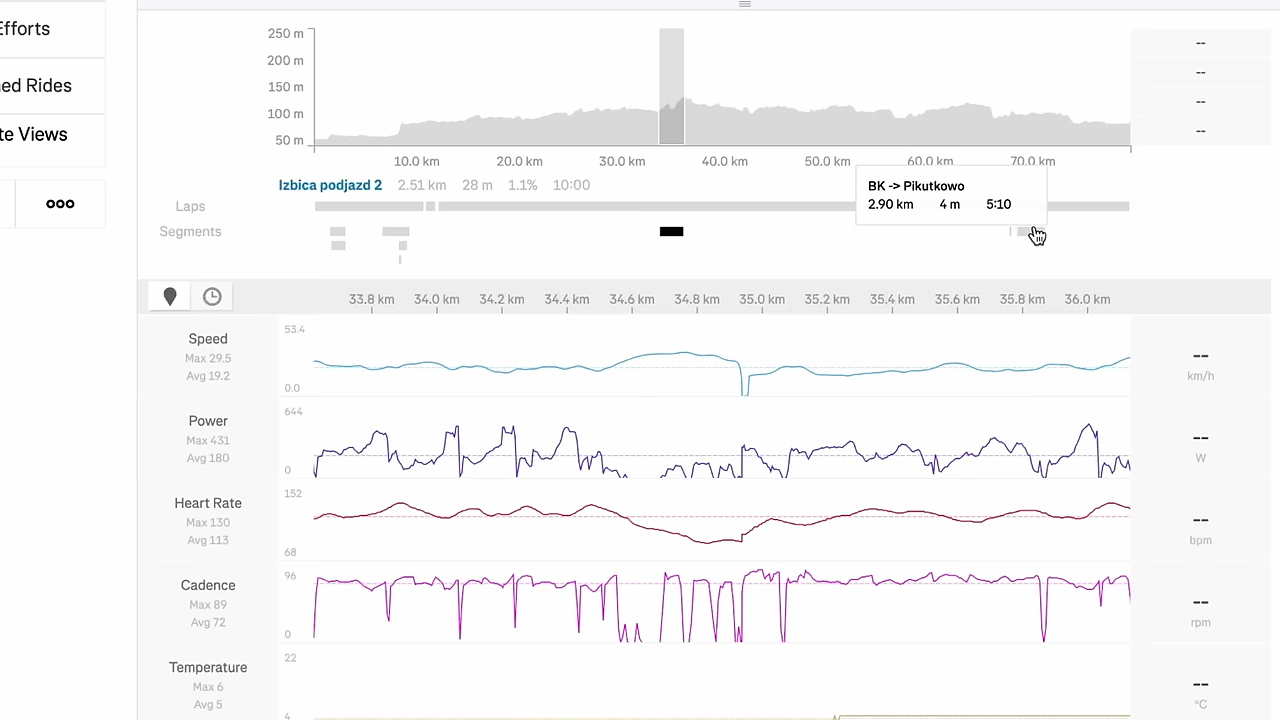 Efforts
ed Rides
te Views
250 m
200 m
150 m
100 m
50 m
--
--
--
--
10.0 km 20.0 km 30.0 km 40.0 km 50.0 km 60.0 km 70.0 km
Izbica podjazd 2 2.51 km 28 m 1.1% 10:00
BK -> Pikutkowo
2.90 km 4 m 5:10
Laps
Segments
33.8 km 34.0 km 34.2 km 34.4 km 34.6 km 34.8 km 35.0 km 35.2 km 35.4 km 35.6 km 35.8 km 36.0 km
Speed
Max 29.5
Avg 19.2
53.4
0.0
--
km/h
Power
Max 431
Avg 180
644
0
--
W
Heart Rate
Max 130
Avg 113
152
68
--
bpm
Cadence
Max 89
Avg 72
96
0
--
rpm
Temperature
Max 6
Avg 5
22
4
--
°C